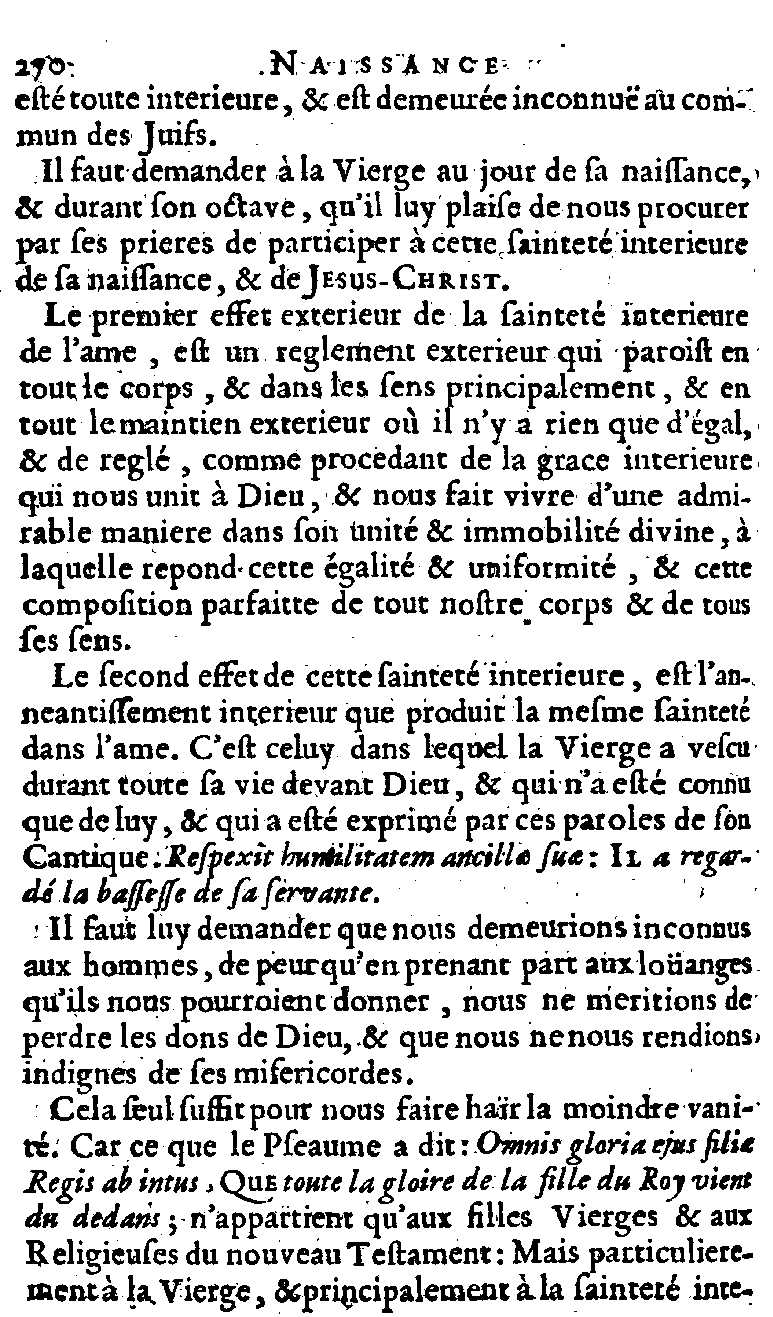 270 NAISSANCE
eſté toute interieure, & eſt demeurée inconnuë au com-
mun des Juifs.
Il faut demander à la Vierge au jour de ſa naiſſance,
& durant ſon octave, qu'il luy plaiſe de nous procurer
par ſes prieres de participer à cette ſainteté interieure
de ſa naiſſance, & de JESUS-CHRIST.
Le premier effet exterieur de la ſainteté interieure
de l'ame, eſt un reglement exterieur qui paroiſt en
tout le corps, & dans les ſens principalement, & en
tout le maintien exterieur où il n'y a rien que d'égal,
& de reglé, comme procedant de la grace interieure
qui nous unit à Dieu, & nous fait vivre d'une admi-
rable maniere dans ſon unité & immobilité divine, à
laquelle repond cette égalité & uniformité, & cette
compoſition parfaitte de tout noſtre corps & de tous
ſes ſens.
Le ſecond effet de cette ſainteté interieure, eſt l'an-
neantiſſement interieur que produit la meſme ſainteté
dans l'ame. C'eſt celuy dans lequel la Vierge a veſcu
durant toute ſa vie devant Dieu, & qui n'a eſté connu
que de luy, & qui a eſté exprimé par ces paroles de ſon
Cantique: Reſpexit humilitatem ancillæ ſuæ: IL a regar-
dé la baſſeſſe de ſa ſervante.
Il faut luy demander que nous demeurions inconnus
aux hommes, de peur qu'en prenant part aux loüanges
qu'ils nous pourroient donner, nous ne meritions de
perdre les dons de Dieu, & que nous ne nous rendions
indignes de ſes miſericordes.
Cela ſeul ſuffit pour nous faire haïr la moindre vani-
té. Car ce que le Pſeaume a dit: Omnis gloria ejus filiæ
Regis ab intus, QUE toute la gloire de la fille du Roy vient
du dedans; n'appartient qu'aux filles Vierges & aux
Religieuſes du nouveau Teſtament: Mais particuliere-
ment à la Vierge, & principalement à la ſainteté inte-